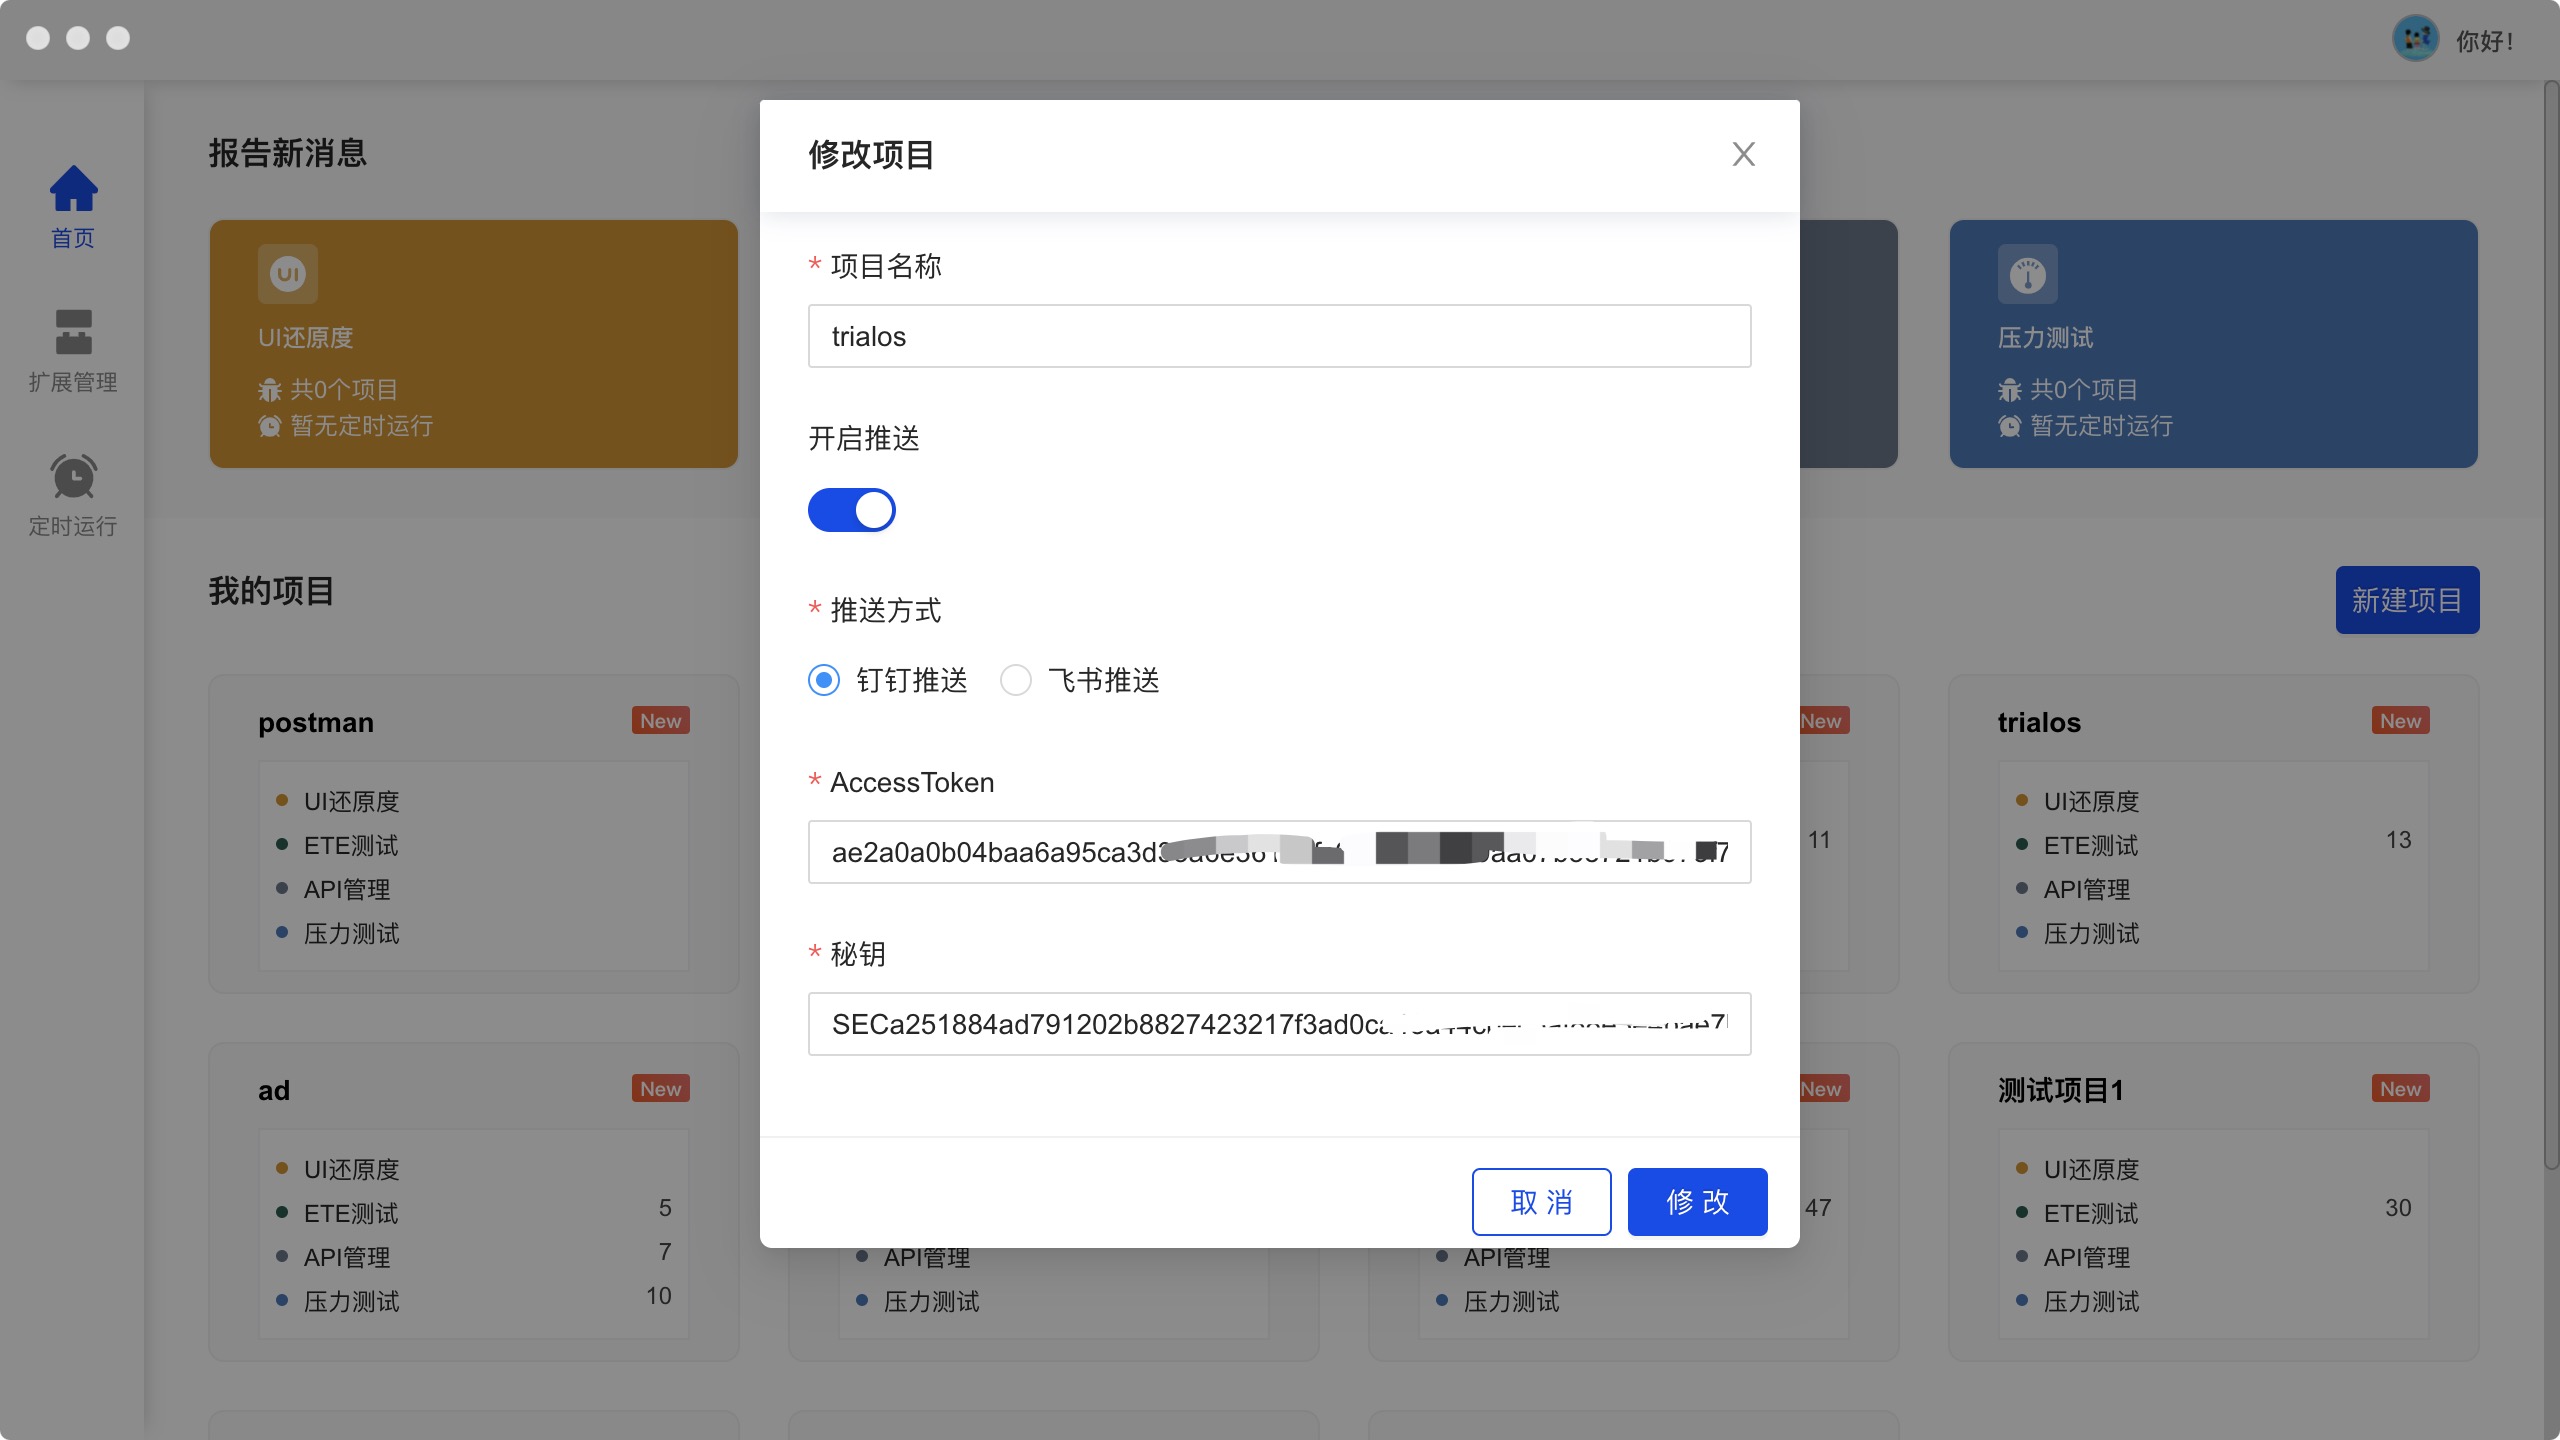 你好!
首页
扩展管理
定时运行
报告新消息
UI
UI还原度
共0个项目
暂无定时运行
压力测试
共0个项目
暂无定时运行
我的项目
新建项目
postman
New
UI还原度
ETE测试
API管理
压力测试
New
11
trialos
New
UI还原度
ETE测试
13
API管理
压力测试
ad
New
UI还原度
ETE测试
5
API管理
7
压力测试
10
API管理
压力测试
New
47
API管理
压力测试
测试项目1
New
UI还原度
ETE测试
30
API管理
压力测试
修改项目
* 项目名称
trialos
开启推送
* 推送方式
钉钉推送
飞书推送
* AccessToken
* 秘钥
取 消
修 改